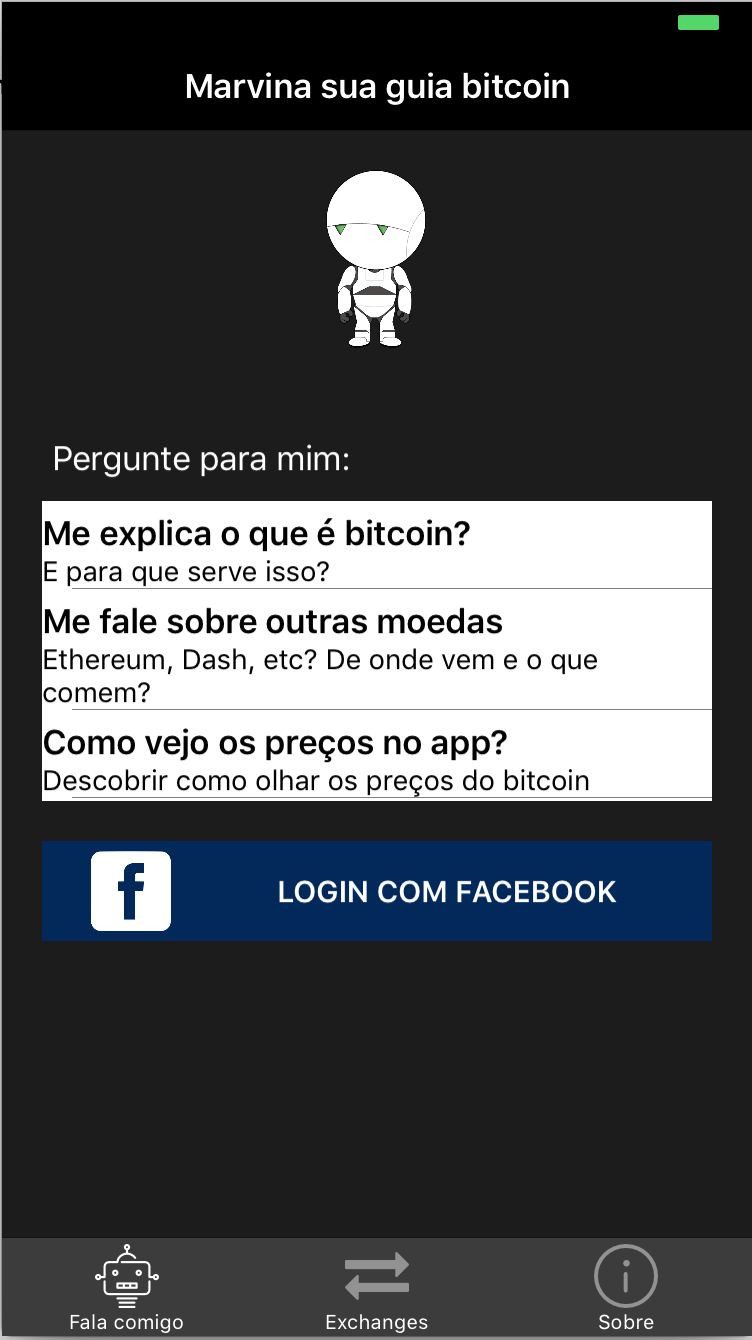 Marvina sua guia bitcoin
Pergunte para mim:
Me explica o que é bitcoin?
E para que serve isso?
Me fale sobre outras moedas
Ethereum, Dash, etc? De onde vem e o que
comem?
Como vejo os preços no app?
Descobrir como olhar os preços do bitcoin
f
LOGIN COM FACEBOOK
Fala comigo
Exchanges
Sobre